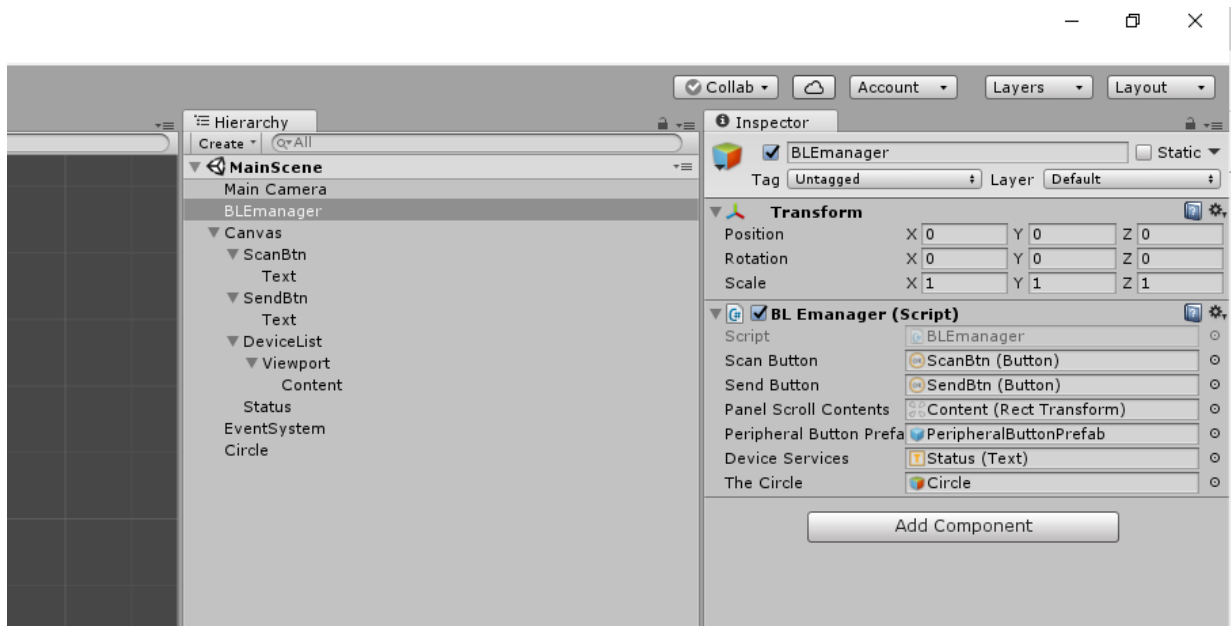 Collab Account Layers Layout
Hierarchy
Create All
MainScene
Main Camera
BLEmanager
Canvas
ScanBtn
Text
SendBtn
Text
DeviceList
Viewport
Content
Status
EventSystem
Circle
Inspector
BLEmanager Static
Tag Untagged Layer Default
Transform
Position X 0 Y 0 Z 0
Rotation X 0 Y 0 Z 0
Scale X 1 Y 1 Z 1
BL Emanager (Script)
Script BLEmanager
Scan Button ScanBtn (Button)
Send Button SendBtn (Button)
Panel Scroll Contents Content (Rect Transform)
Peripheral Button Prefa PeripheralButtonPrefab
Device Services Status (Text)
The Circle Circle
Add Component